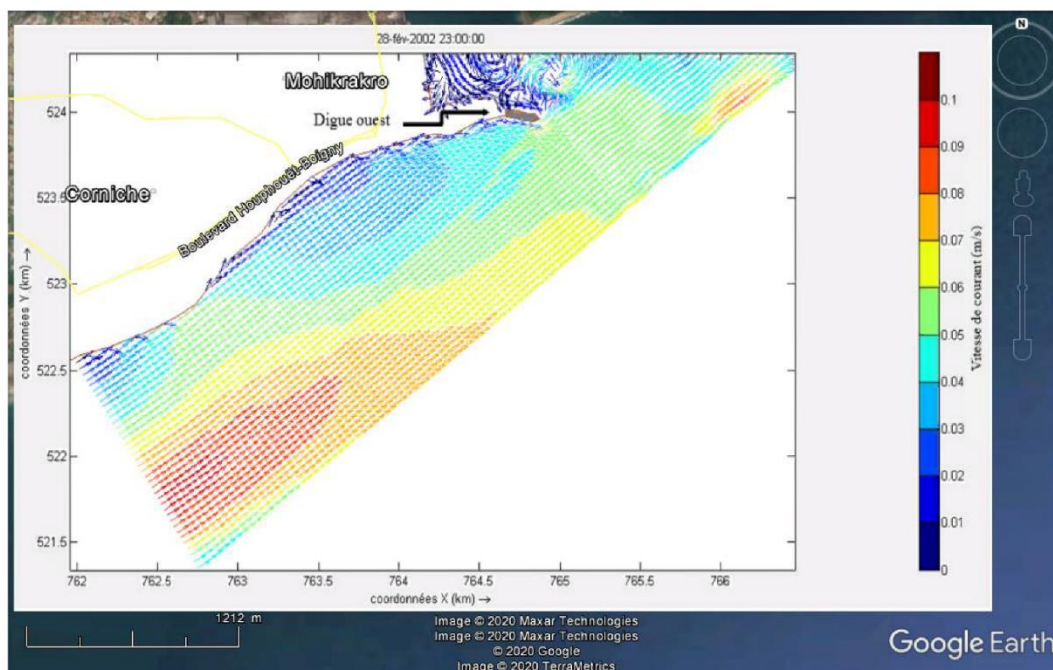 28-fév-2002 23:00:00
N
Mohikrakro
Digue ouest
Corniche
Boulevard Houphouët-Boigny
524
523.5
523
522.5
522
521.5
coordonnées Y (km) →
762
762.5
763
763.5
764
764.5
765
765.5
766
coordonnées X (km) →
0.1
0.09
0.08
0.07
0.06
0.05
0.04
0.03
0.02
0.01
0
Vitesse de courant (m/s)
1212 m
Image © 2020 Maxar Technologies
Image © 2020 Maxar Technologies
© 2020 Google
Image © 2020 TerraMetrics
Google Earth